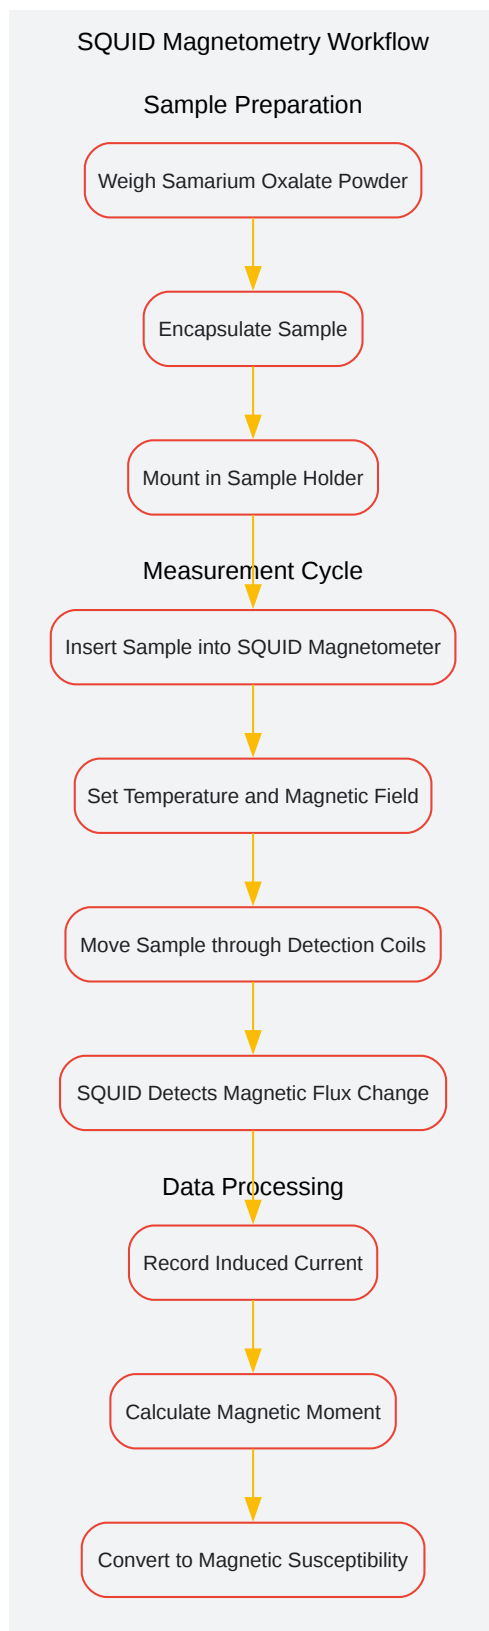 SQUID Magnetometry Workflow
Sample Preparation
Weigh Samarium Oxalate Powder
Encapsulate Sample
Mount in Sample Holder
Measurement Cycle
Insert Sample into SQUID Magnetometer
Set Temperature and Magnetic Field
Move Sample through Detection Coils
SQUID Detects Magnetic Flux Change
Data Processing
Record Induced Current
Calculate Magnetic Moment
Convert to Magnetic Susceptibility